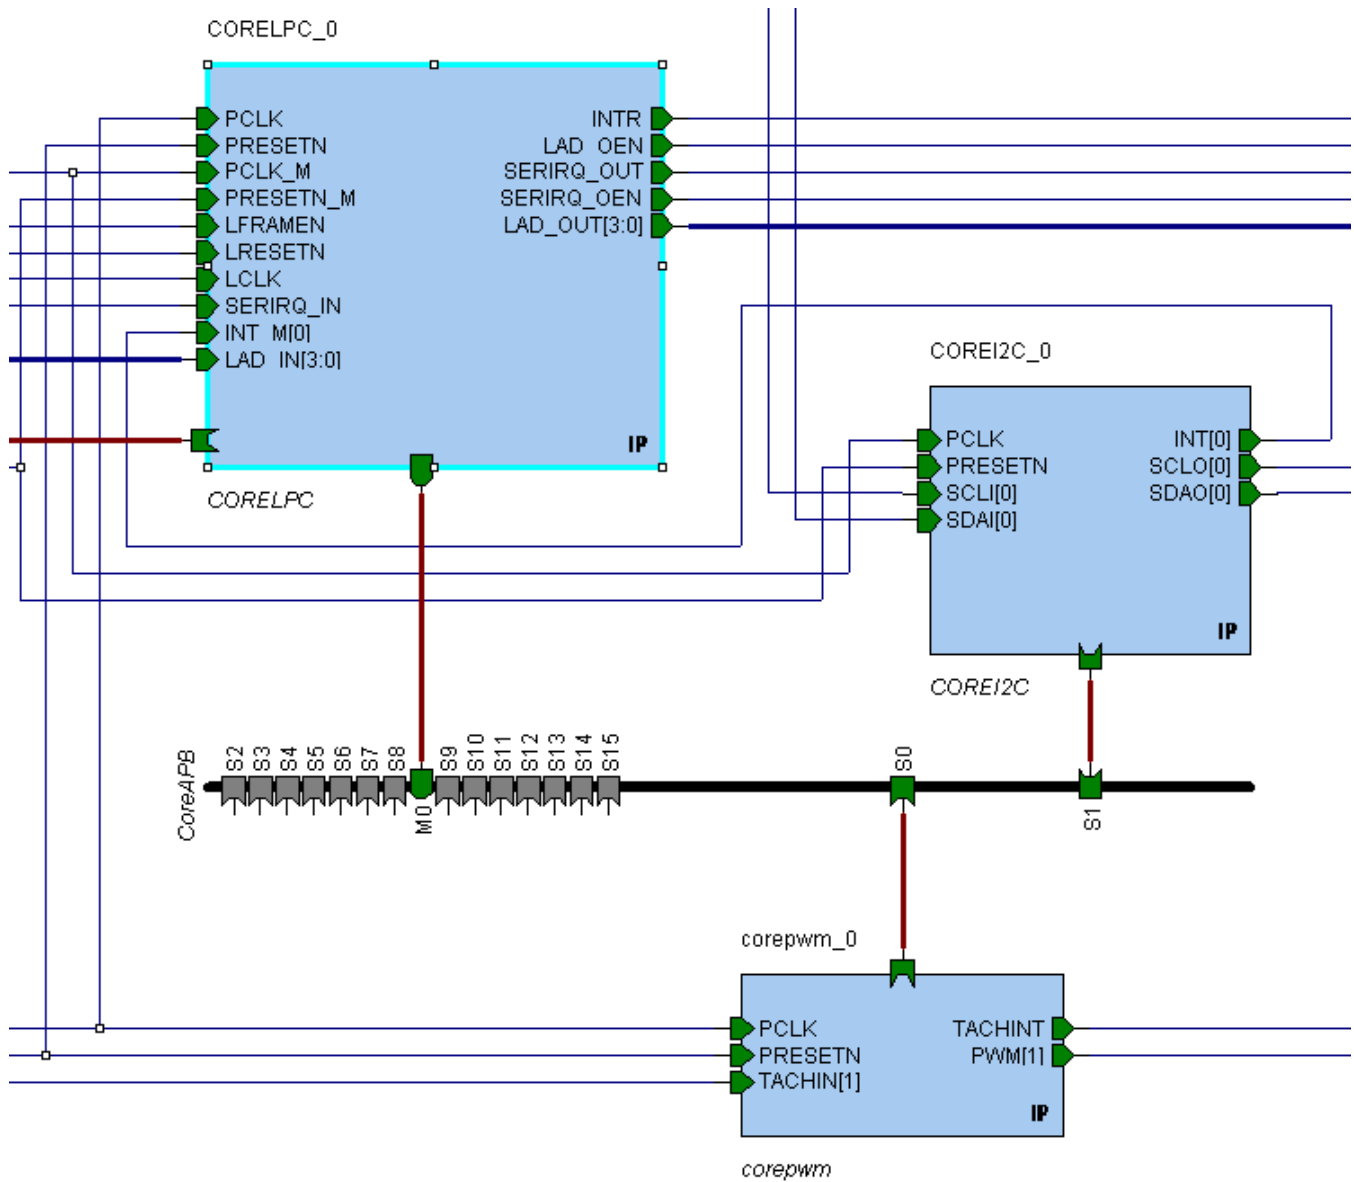 CORELPC_0
PCLK
PRESETN
PCLK_M
PRESETN_M
LFRAMEN
LRESETN
LCLK
SERIRQ_IN
INT_M[0]
LAD_IN[3:0]
INTR
LAD_OEN
SERIRQ_OUT
SERIRQ_OEN
LAD_OUT[3:0]
IP
CORELPC
COREI2C_0
PCLK
PRESETN
SCLI[0]
SDAI[0]
INT[0]
SCLO[0]
SDAO[0]
IP
COREI2C
CoreAPB
S2
S3
S4
S5
S6
S7
S8
M0
S9
S10
S11
S12
S13
S14
S15
S0
S1
corepwm_0
PCLK
PRESETN
TACHIN[1]
TACHINT
PWM[1]
IP
corepwm